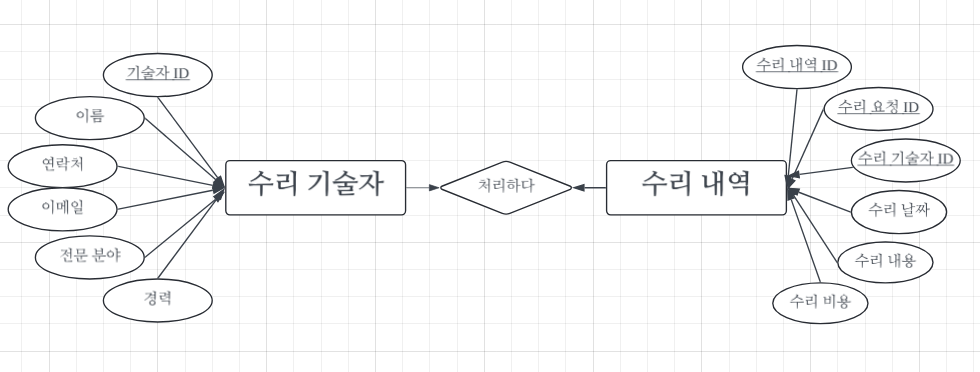 기술자 ID
이름
연락처
이메일
전문 분야
경력
수리 기술자
처리하다
수리 내역
수리 내역 ID
수리 요청 ID
수리 기술자 ID
수리 날짜
수리 내용
수리 비용